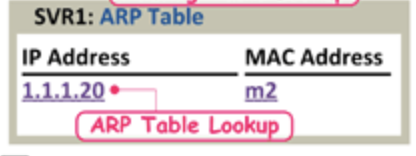 SVR1: ARP Table
IP Address MAC Address
1.1.1.20 m2
ARP Table Lookup